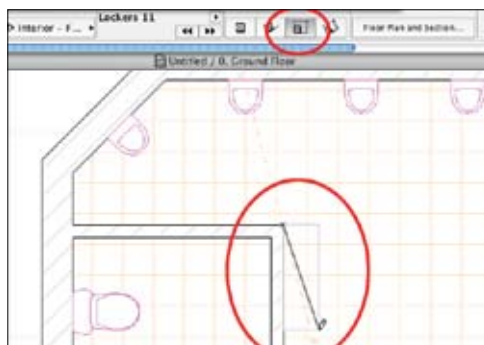 Lockers 11
Interior - F...
Floor Plan and Section...
Untitled / 0. Ground Floor